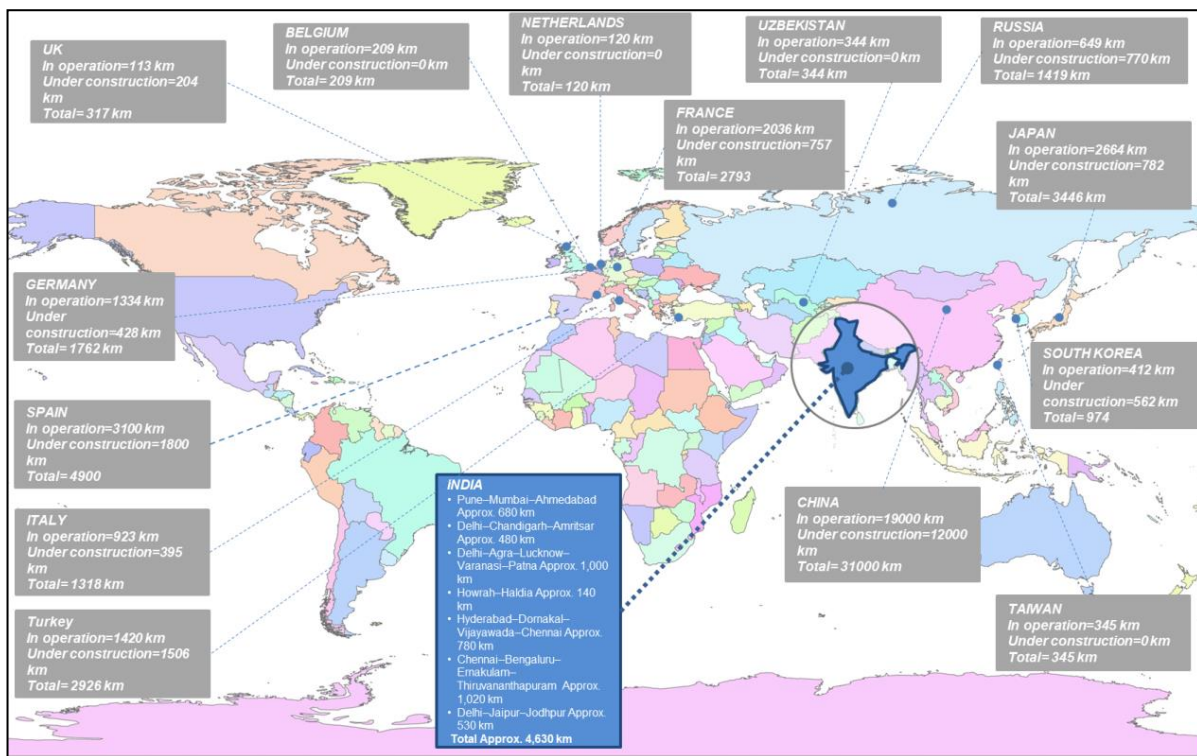 UK
In operation=113 km
Under construction=204
km
Total= 317 km
BELGIUM
In operation=209 km
Under construction=0 km
Total= 209 km
NETHERLANDS
In operation=120 km
Under construction=0
km
Total= 120 km
UZBEKISTAN
In operation=344 km
Under construction=0 km
Total= 344 km
RUSSIA
In operation=649 km
Under construction=770 km
Total= 1419 km
FRANCE
In operation=2036 km
Under construction=757
km
Total= 2793
JAPAN
In operation=2664 km
Under construction=782
km
Total= 3446 km
GERMANY
In operation=1334 km
Under
construction=428 km
Total= 1762 km
SOUTH KOREA
In operation=412 km
Under
construction=562 km
Total= 974
SPAIN
In operation=3100 km
Under construction=1800
km
Total= 4900
ITALY
In operation=923 km
Under construction=395
km
Total= 1318 km
Turkey
In operation=1420 km
Under construction=1506
km
Total= 2926 km
INDIA
• Pune–Mumbai–Ahmedabad
Approx. 680 km
• Delhi–Chandigarh–Amritsar
Approx. 480 km
• Delhi–Agra–Lucknow–
Varanasi–Patna Approx. 1,000
km
• Howrah–Haldia Approx. 140
km
• Hyderabad–Dornakal–
Vijayawada–Chennai Approx.
780 km
• Chennai–Bengaluru–
Ernakulam–
Thiruvananthapuram Approx.
1,020 km
• Delhi–Jaipur–Jodhpur Approx.
530 km
Total Approx. 4,630 km
CHINA
In operation=19000 km
Under construction=12000
km
Total= 31000 km
TAIWAN
In operation=345 km
Under construction=0 km
Total= 345 km